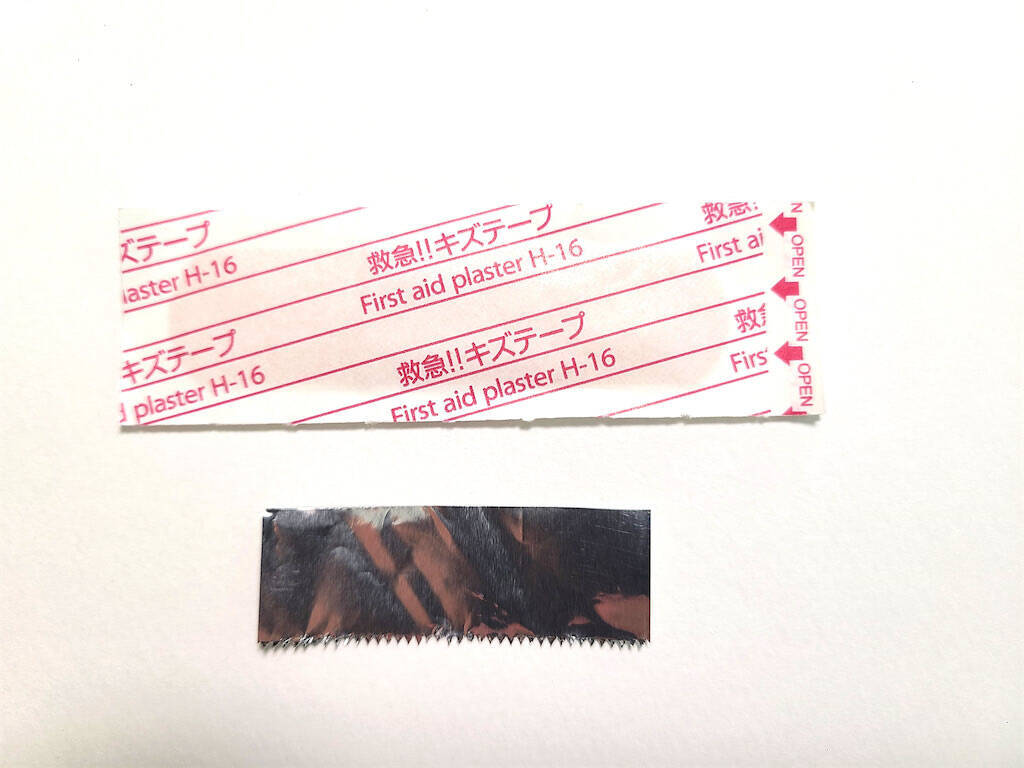 ズテープ
救急!!キズテープ
救急!
laster H-16
First aid plaster H-16
First ai
キズテープ
救急!!キズテープ
救
d plaster H-16
First aid plaster H-16
Firs
N
OPEN
OPEN
OPEN